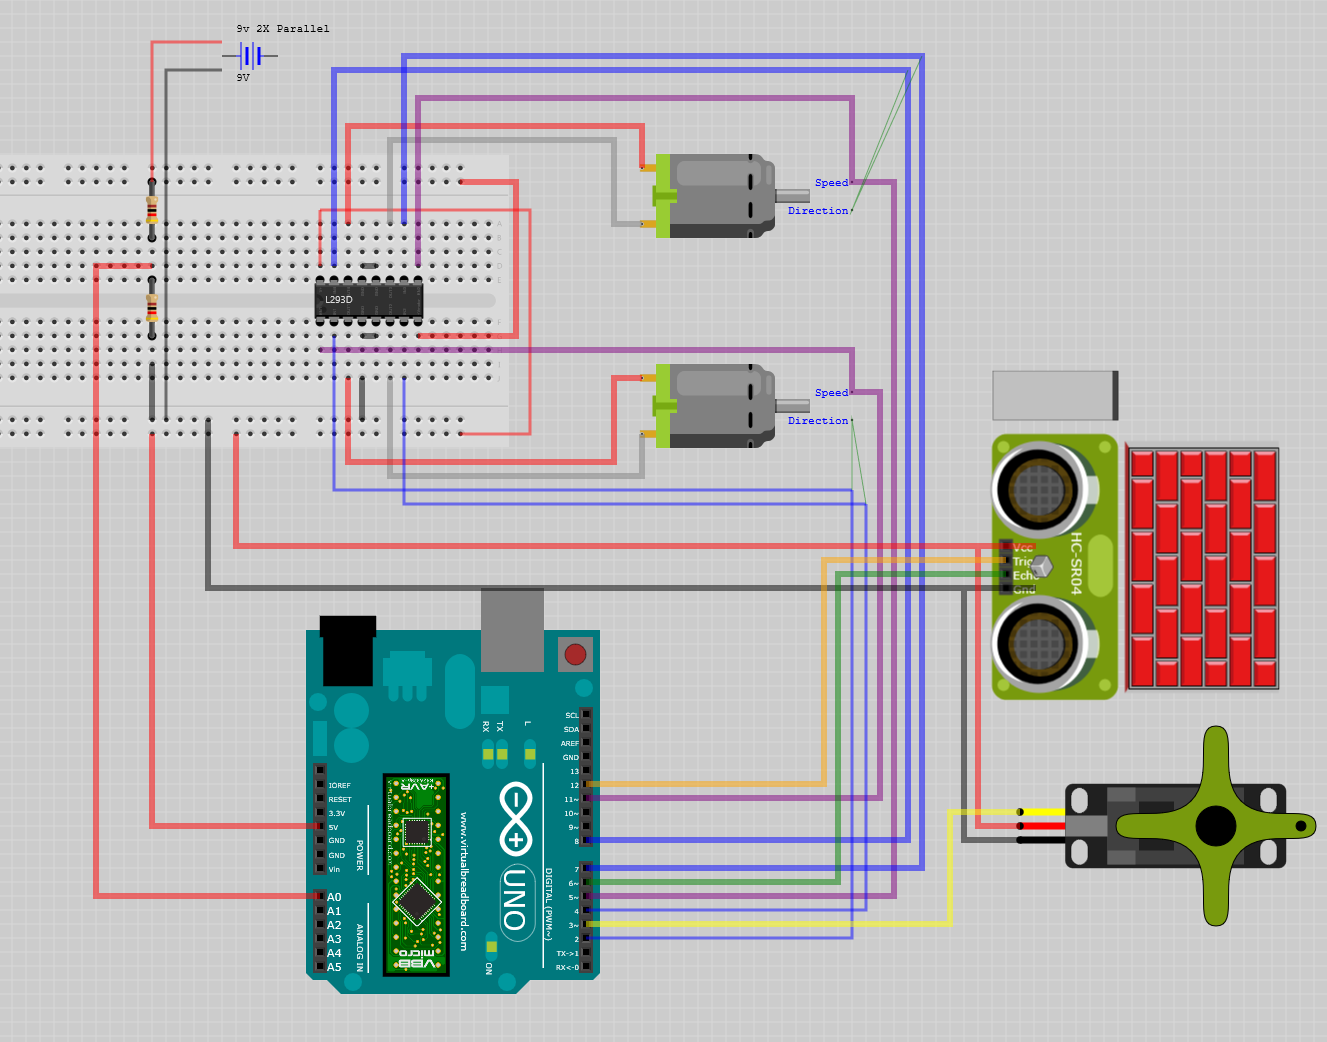 9v 2X Parallel
9V
Speed
Direction
L293D
Speed
Direction
HC-SR04
Vcc
Trig
Echo
Gnd
RX
TX
L
SCL
SDA
AREF
GND
13
12
11~
10~
9~
8
7
6~
5~
4
3~
2
TX->1
RX<-0
IOREF
RESET
3.3V
5V
GND
GND
Vin
A0
A1
A2
A3
A4
A5
POWER
ANALOG IN
AVR
VBB
micro
www.virtualbreadboard.com
UNO
DIGITAL (PWM~)
ON